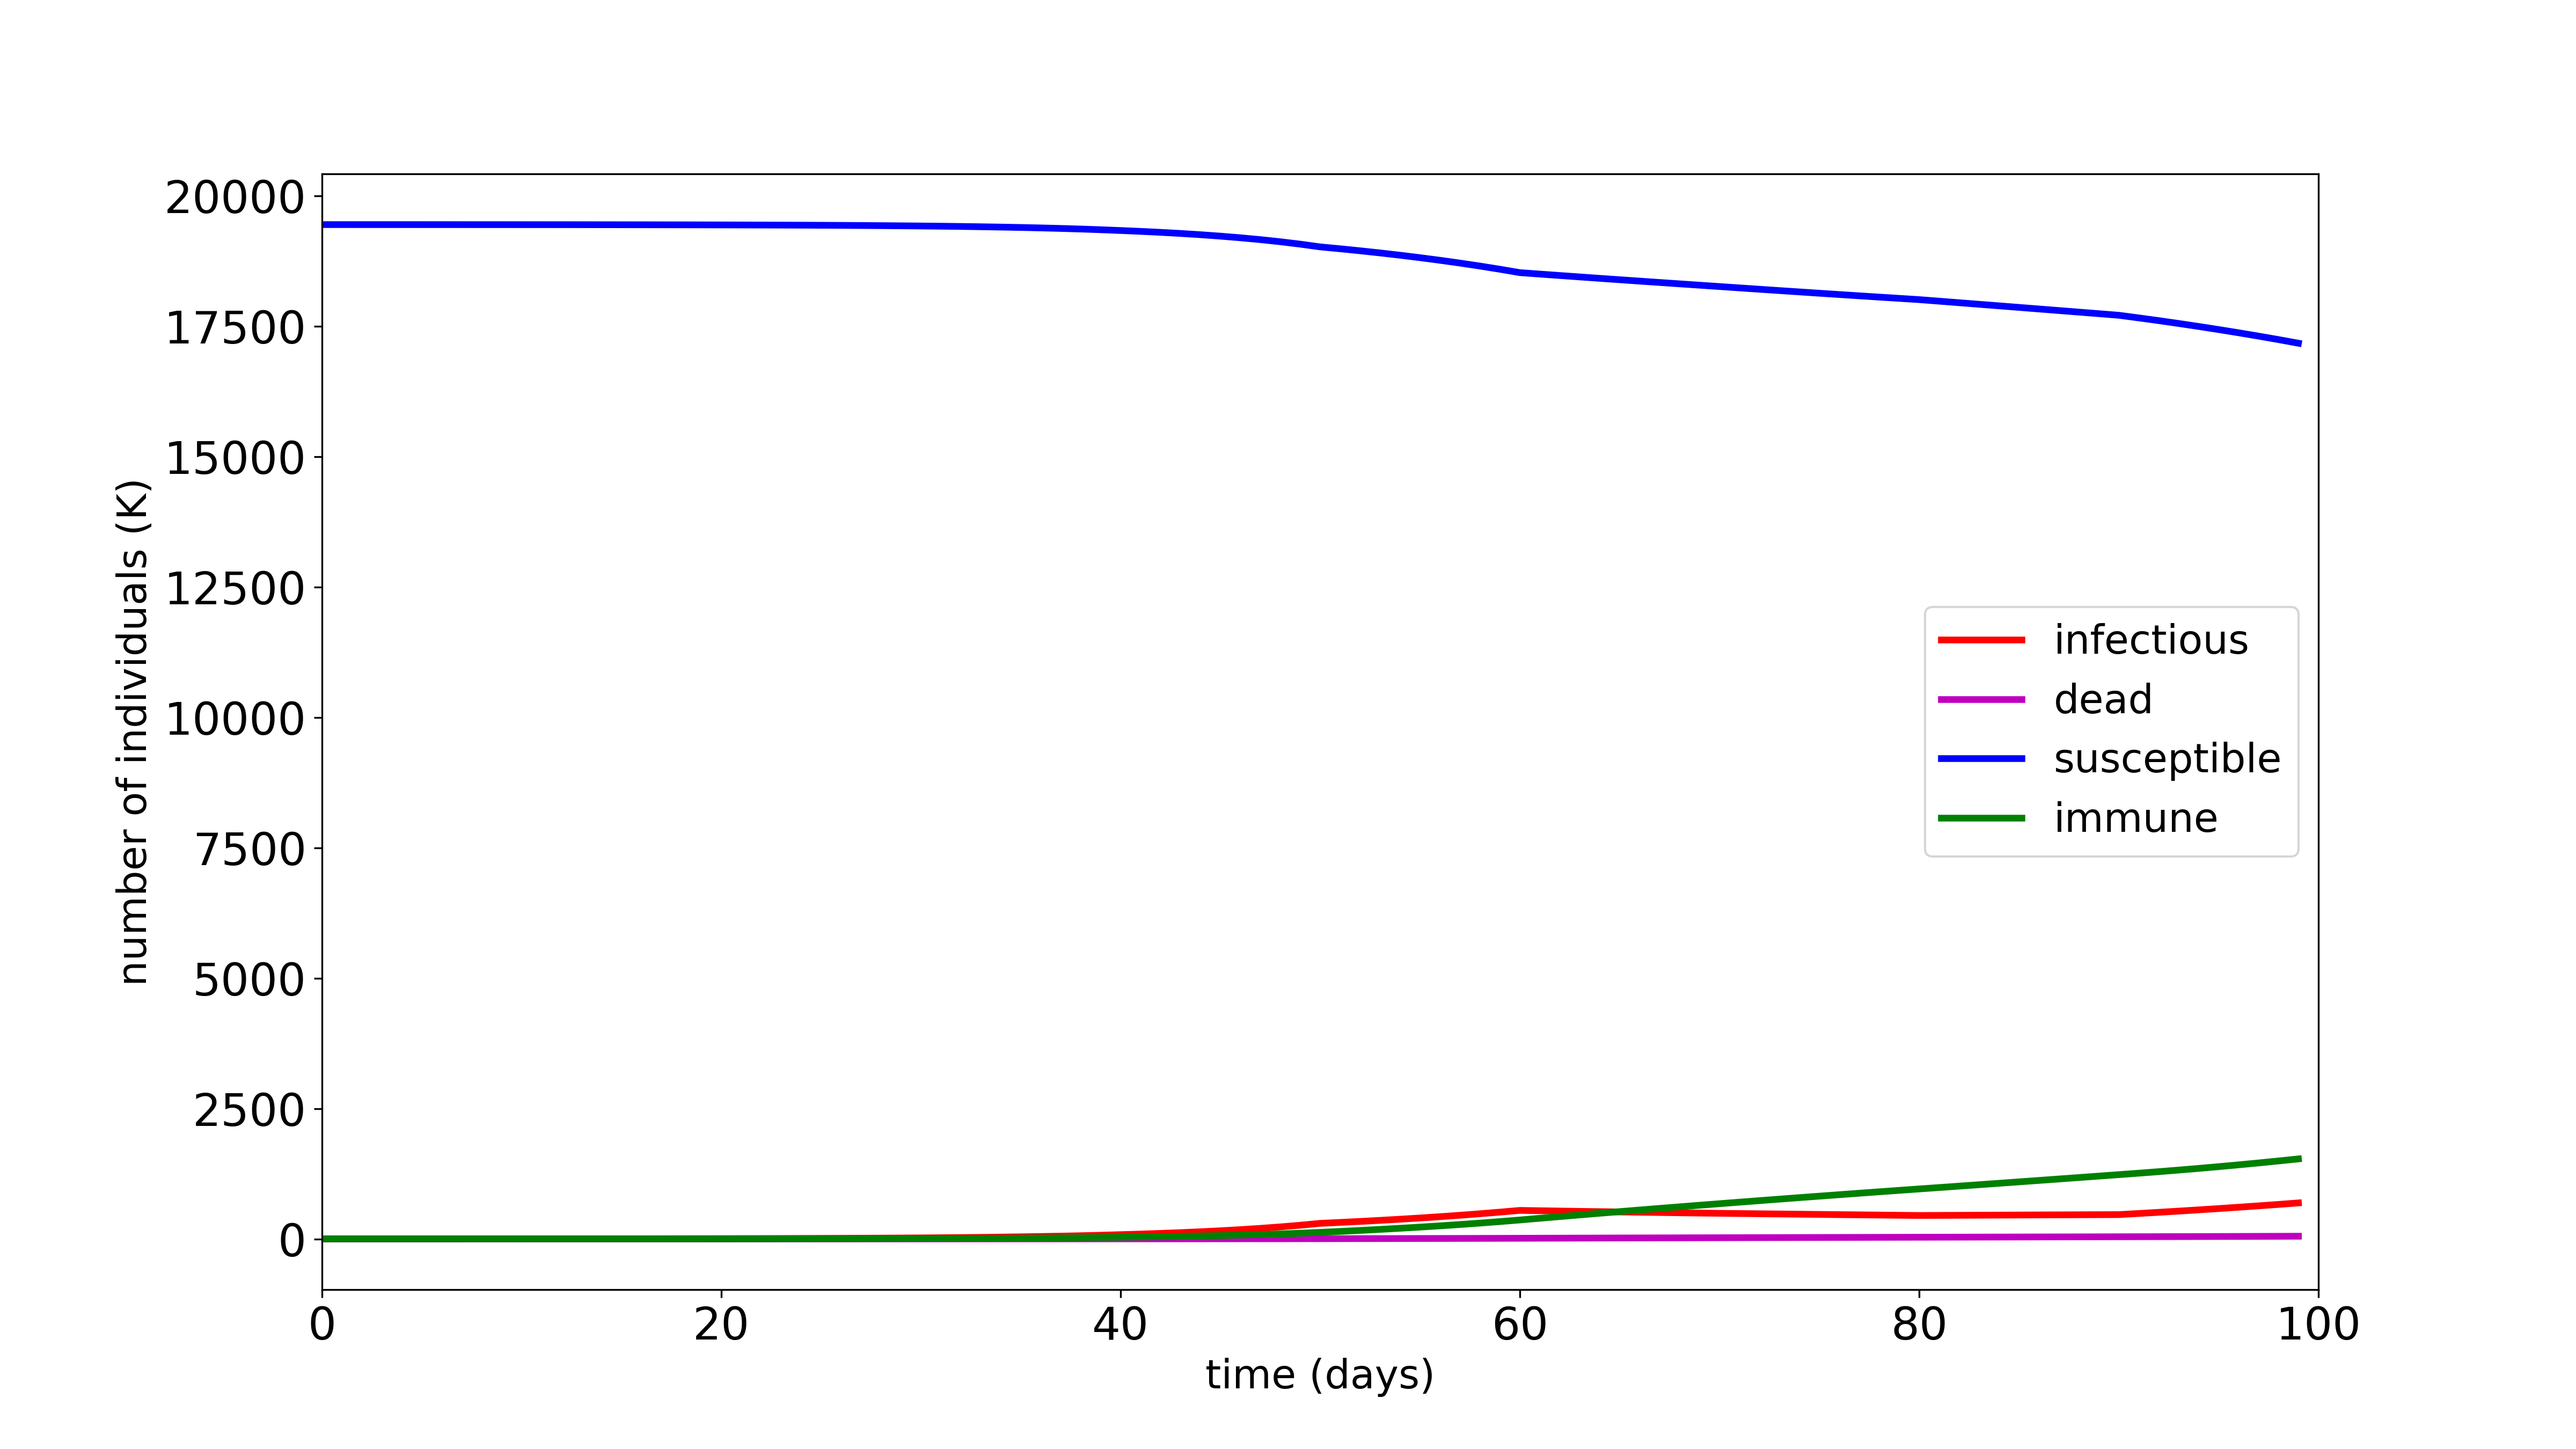 20000
17500
15000
12500
10000
7500
5000
2500
0
number of individuals (K)
infectious
dead
susceptible
immune
0 20 40 60 80 100
time (days)